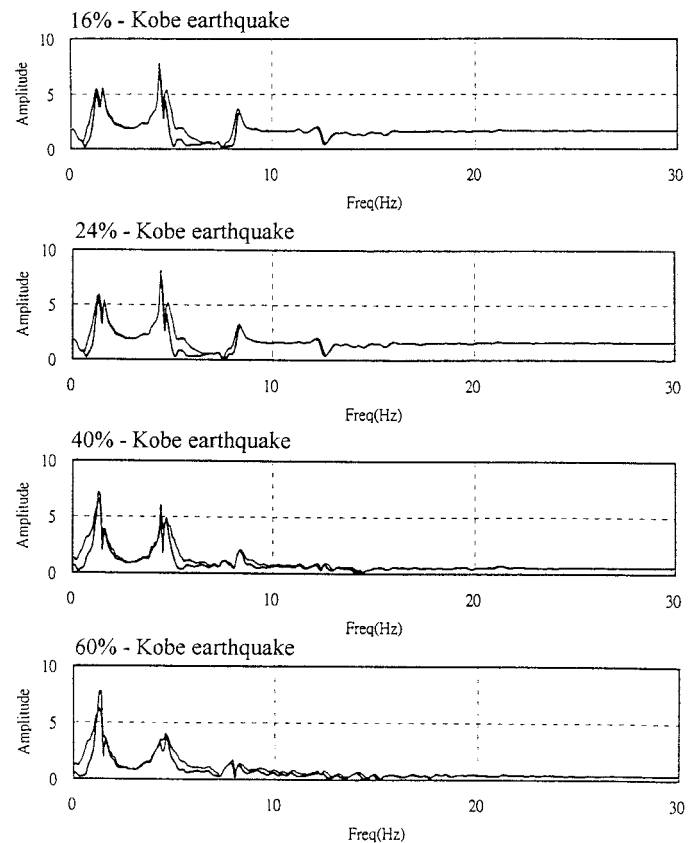 16% - Kobe earthquake
10
Amplitude
5
0
0 10 20 30
Freq(Hz)
24% - Kobe earthquake
10
Amplitude
5
0
0 10 20 30
Freq(Hz)
40% - Kobe earthquake
10
Amplitude
5
0
0 10 20 30
Freq(Hz)
60% - Kobe earthquake
10
Amplitude
5
0
0 10 20 30
Freq(Hz)